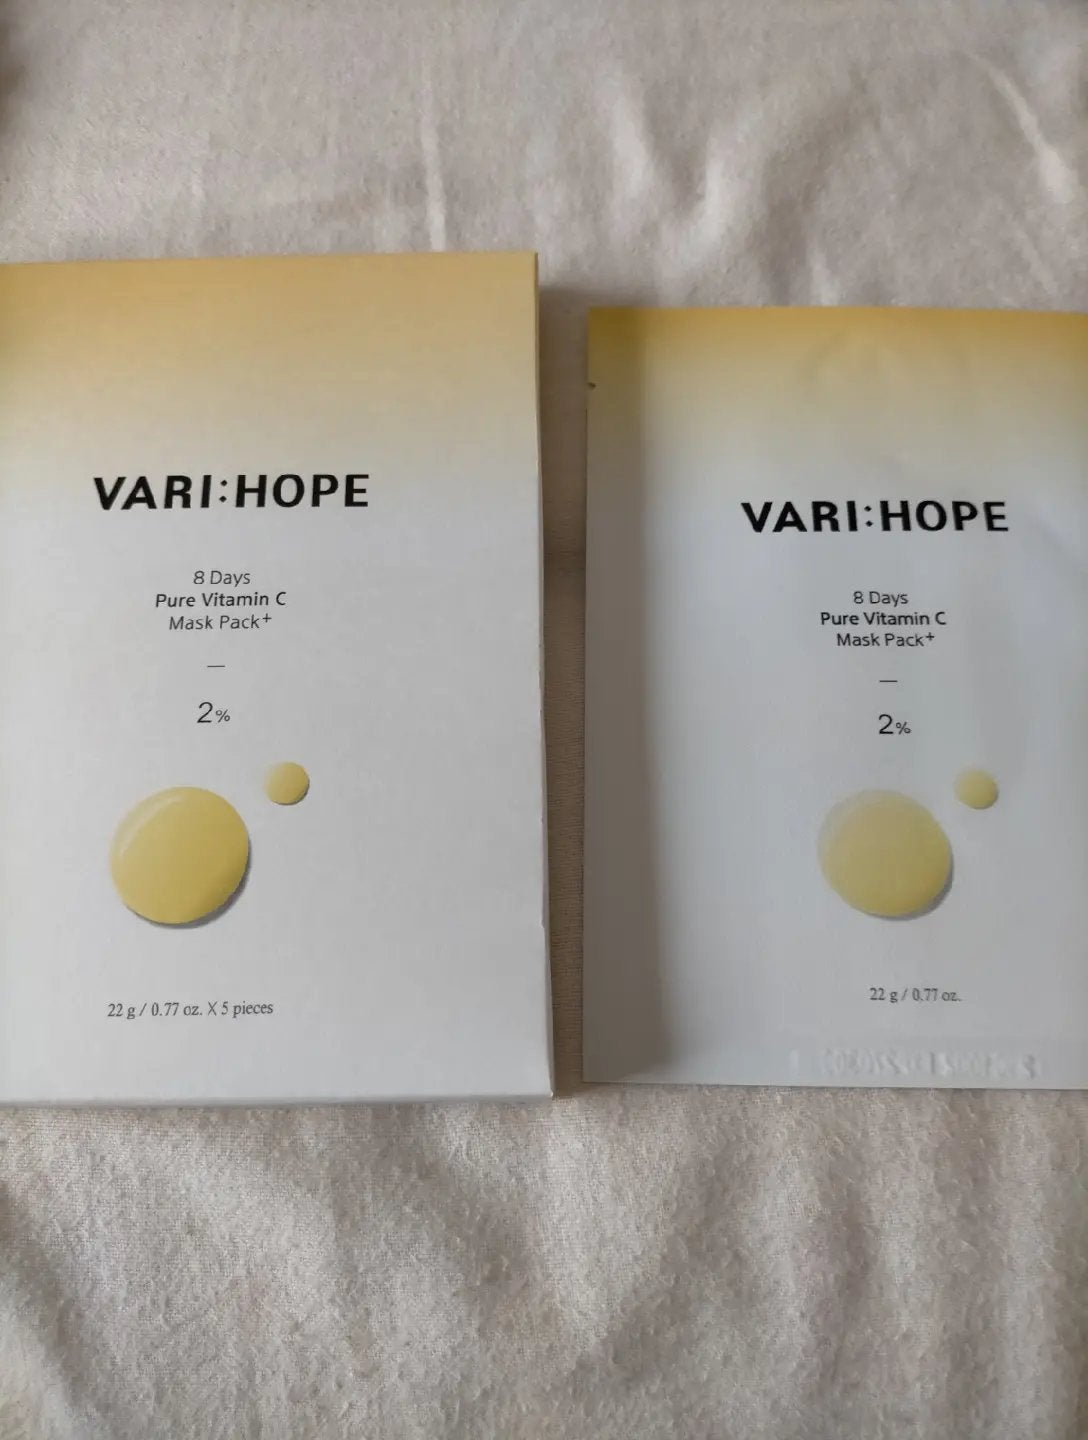 VARI:HOPE
8 Days
Pure Vitamin C
Mask Pack⁺
—
2%
22 g / 0.77 oz. X 5 pieces
VARI:HOPE
8 Days
Pure Vitamin C
Mask Pack⁺
—
2%
22 g / 0.77 oz.